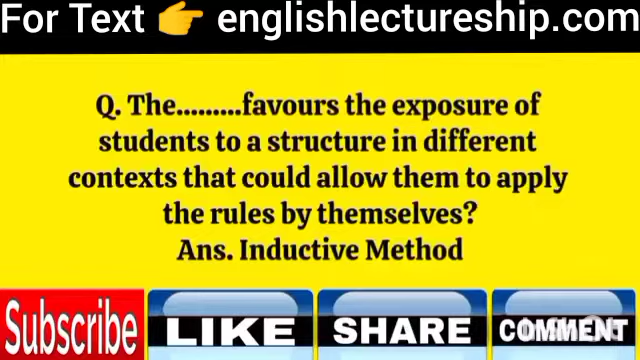 For Text 👉 englishlectureship.com
Q. The.........favours the exposure of
students to a structure in different
contexts that could allow them to apply
the rules by themselves?
Ans. Inductive Method
Subscribe LIKE SHARE COMMENT